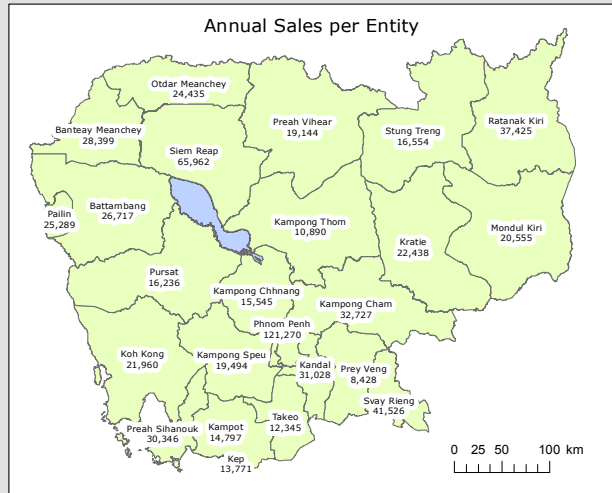 Annual Sales per Entity
Otdar Meanchey
24,435
Banteay Meanchey
28,399
Siem Reap
65,962
Preah Vihear
19,144
Stung Treng
16,554
Ratanak Kiri
37,425
Battambang
26,717
Pailin
25,289
Kampong Thom
10,890
Kratie
22,438
Mondul Kiri
20,555
Pursat
16,236
Kampong Chhnang
15,545
Kampong Cham
32,727
Phnom Penh
121,270
Koh Kong
21,960
Kampong Speu
19,494
Kandal
31,028
Prey Veng
8,428
Svay Rieng
41,526
Preah Sihanouk
30,346
Kampot
14,797
Takeo
12,345
Kep
13,771
0 25 50 100 km